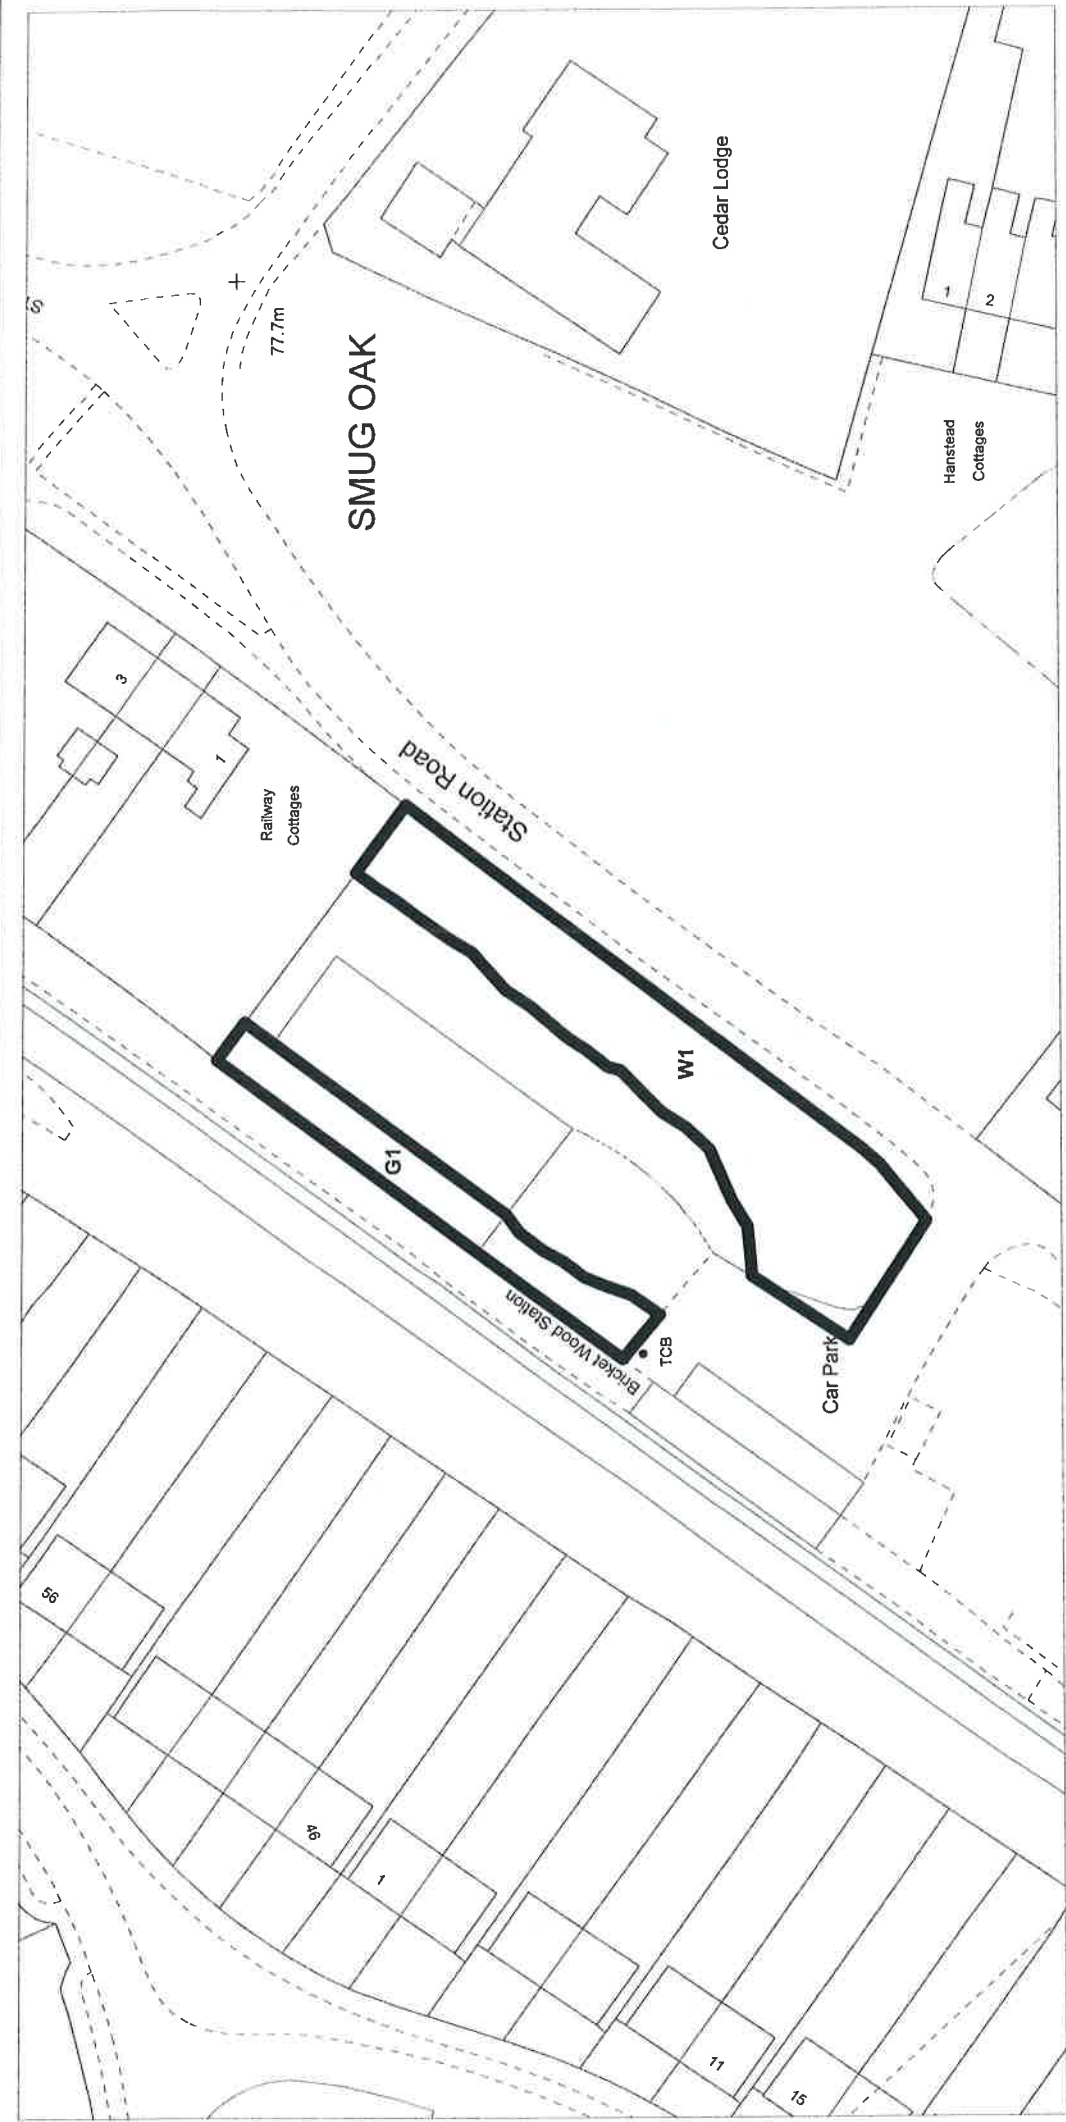 Cedar Lodge
77.7m
SMUG OAK
1
2
Hanstead
Cottages
3
1
Railway
Cottages
Station Road
W1
G1
Bricket Wood Station
TCB
Car Park
56
46
1
11
15